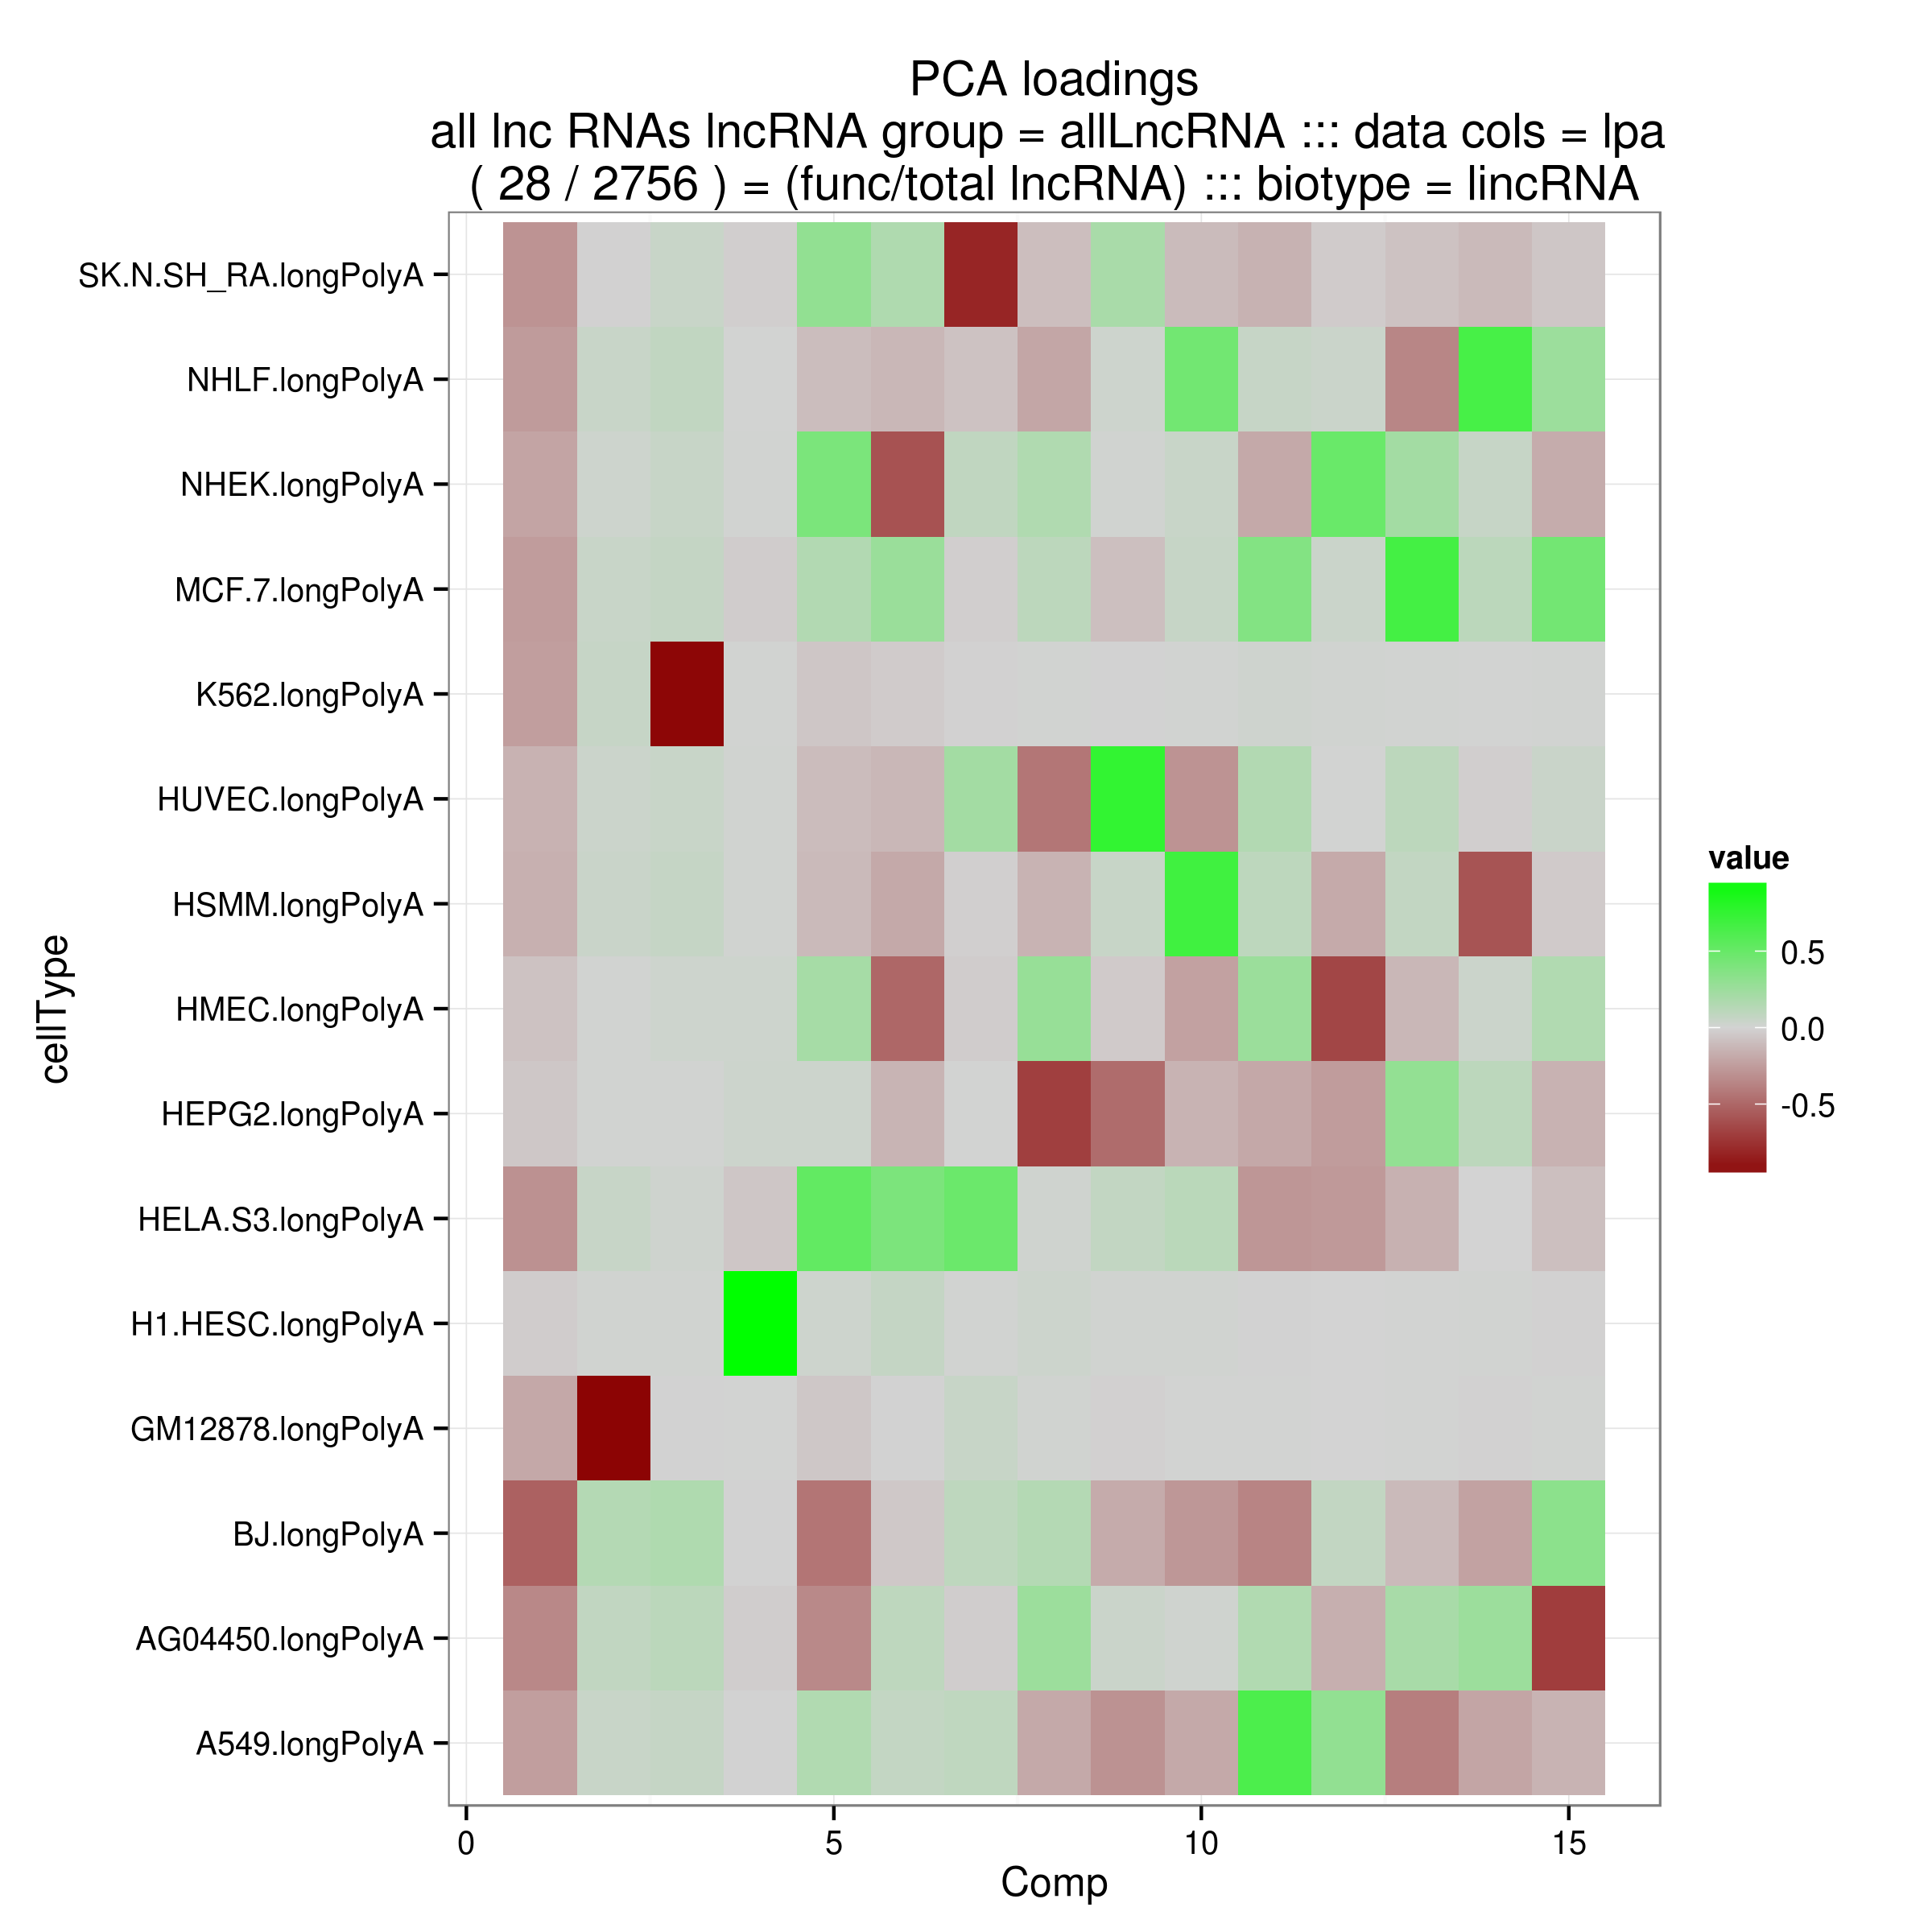 PCA loadings
all lnc RNAs lncRNA group = allLncRNA ::: data cols = lpa
( 28 / 2756 ) = (func/total lncRNA) ::: biotype = lincRNA
SK.N.SH_RA.longPolyA
NHLF.longPolyA
NHEK.longPolyA
MCF.7.longPolyA
K562.longPolyA
HUVEC.longPolyA
HSMM.longPolyA
HMEC.longPolyA
HEPG2.longPolyA
HELA.S3.longPolyA
H1.HESC.longPolyA
GM12878.longPolyA
BJ.longPolyA
AG04450.longPolyA
A549.longPolyA
cellType
0 5 10 15
Comp
value
0.5
0.0
-0.5